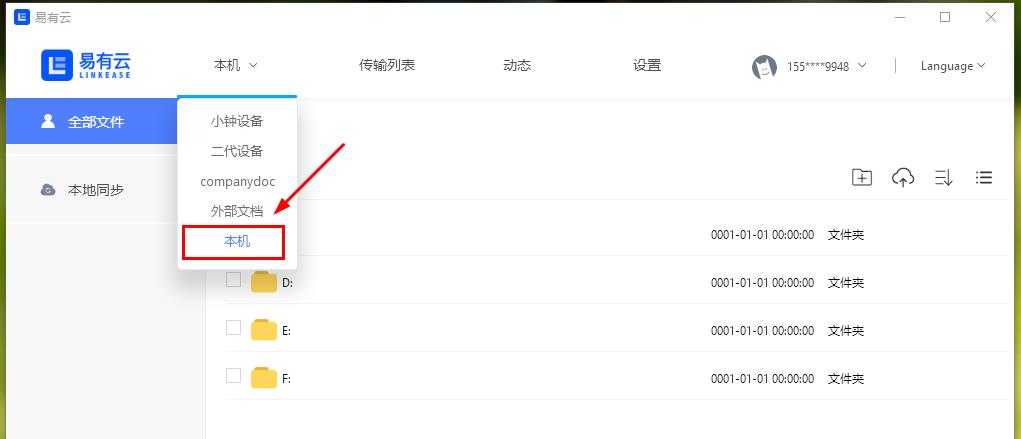 易有云
易有云
LINKEASE
本机
传输列表
动态
设置
155****9948
Language
全部文件
本地同步
小钟设备
二代设备
companydoc
外部文档
本机
0001-01-01 00:00:00 文件夹
D: 0001-01-01 00:00:00 文件夹
E: 0001-01-01 00:00:00 文件夹
F: 0001-01-01 00:00:00 文件夹